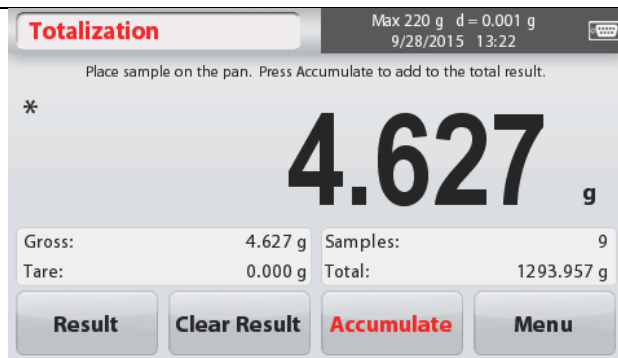 Totalization
Max 220 g d = 0.001 g
9/28/2015 13:22
Place sample on the pan. Press Accumulate to add to the total result.
*
4.627 g
Gross: 4.627 g Samples: 9
Tare: 0.000 g Total: 1293.957 g
Result Clear Result Accumulate Menu